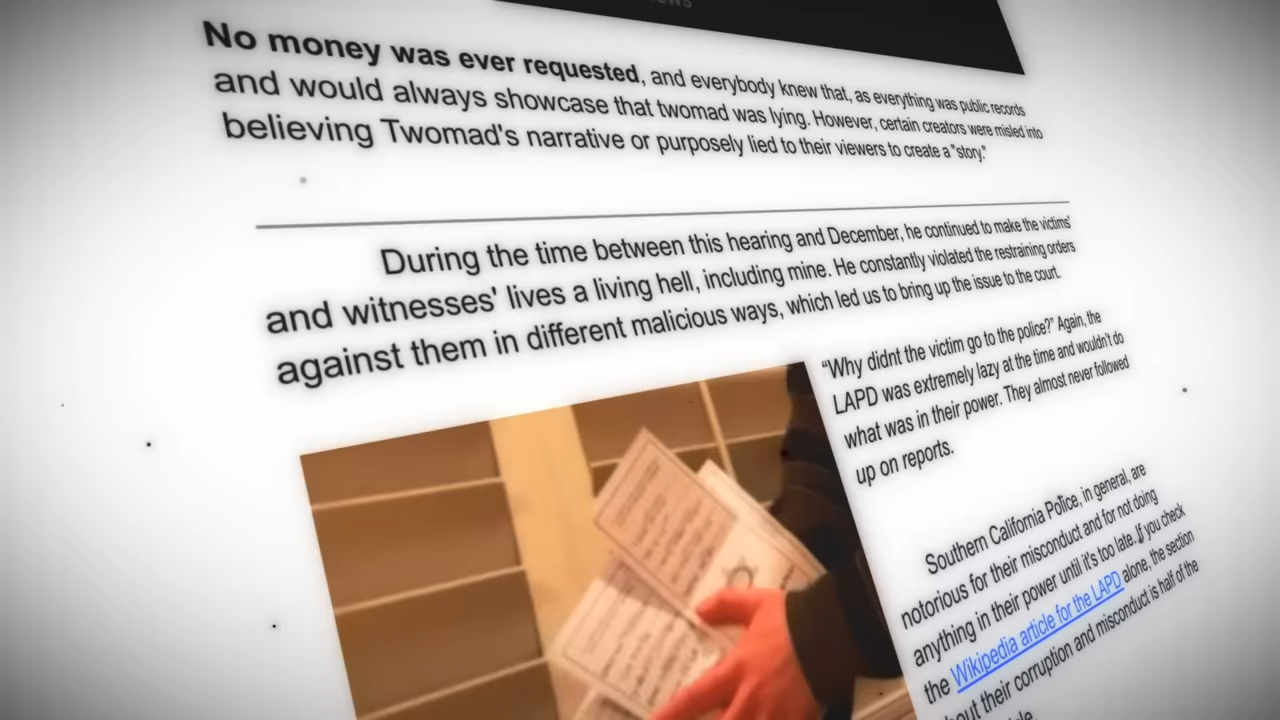 No money was ever requested, and everybody knew that, as everything was public records
and would always showcase that twomad was lying. However, certain creators were misled into
believing Twomad's narrative or purposely lied to their viewers to create a "story."
During the time between this hearing and December, he continued to make the victims'
and witnesses' lives a living hell, including mine. He constantly violated the restraining orders
against them in different malicious ways, which led us to bring up the issue to the court.
"Why didnt the victim go to the police?" Again, the
LAPD was extremely lazy at the time and wouldn't do
what was in their power. They almost never followed
up on reports.
Southern California Police, in general, are
notorious for their misconduct and for not doing
anything in their power until it's too late. If you check
the Wikipedia article for the LAPD alone, the section
about their corruption and misconduct is half of the